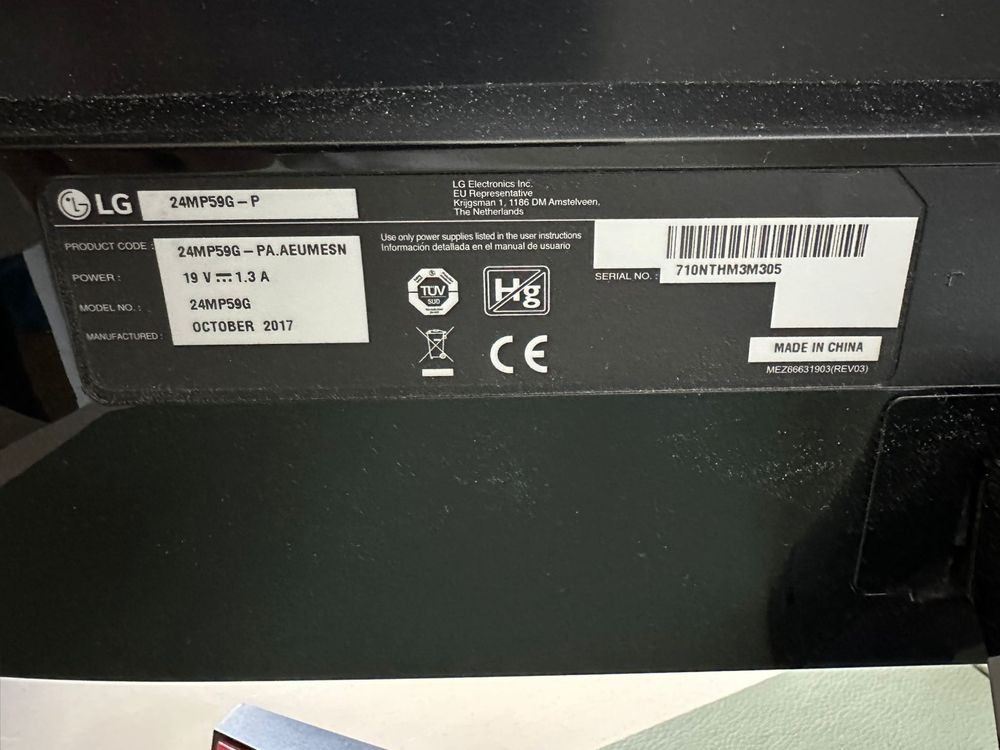 LG
24MP59G-P
LG Electronics Inc.
EU Representative
Krijgsman 1, 1186 DM Amstelveen,
The Netherlands
PRODUCT CODE : 24MP59G-PA.AEUMESN
POWER : 19 V ⎓ 1.3 A
MODEL NO. : 24MP59G
MANUFACTURED : OCTOBER 2017
Use only power supplies listed in the user instructions
Información detallada en el manual de usuario
TÜV
SÜD
Hg
CE
SERIAL NO. : 710NTHM3M305
MADE IN CHINA
MEZ66631903(REV03)